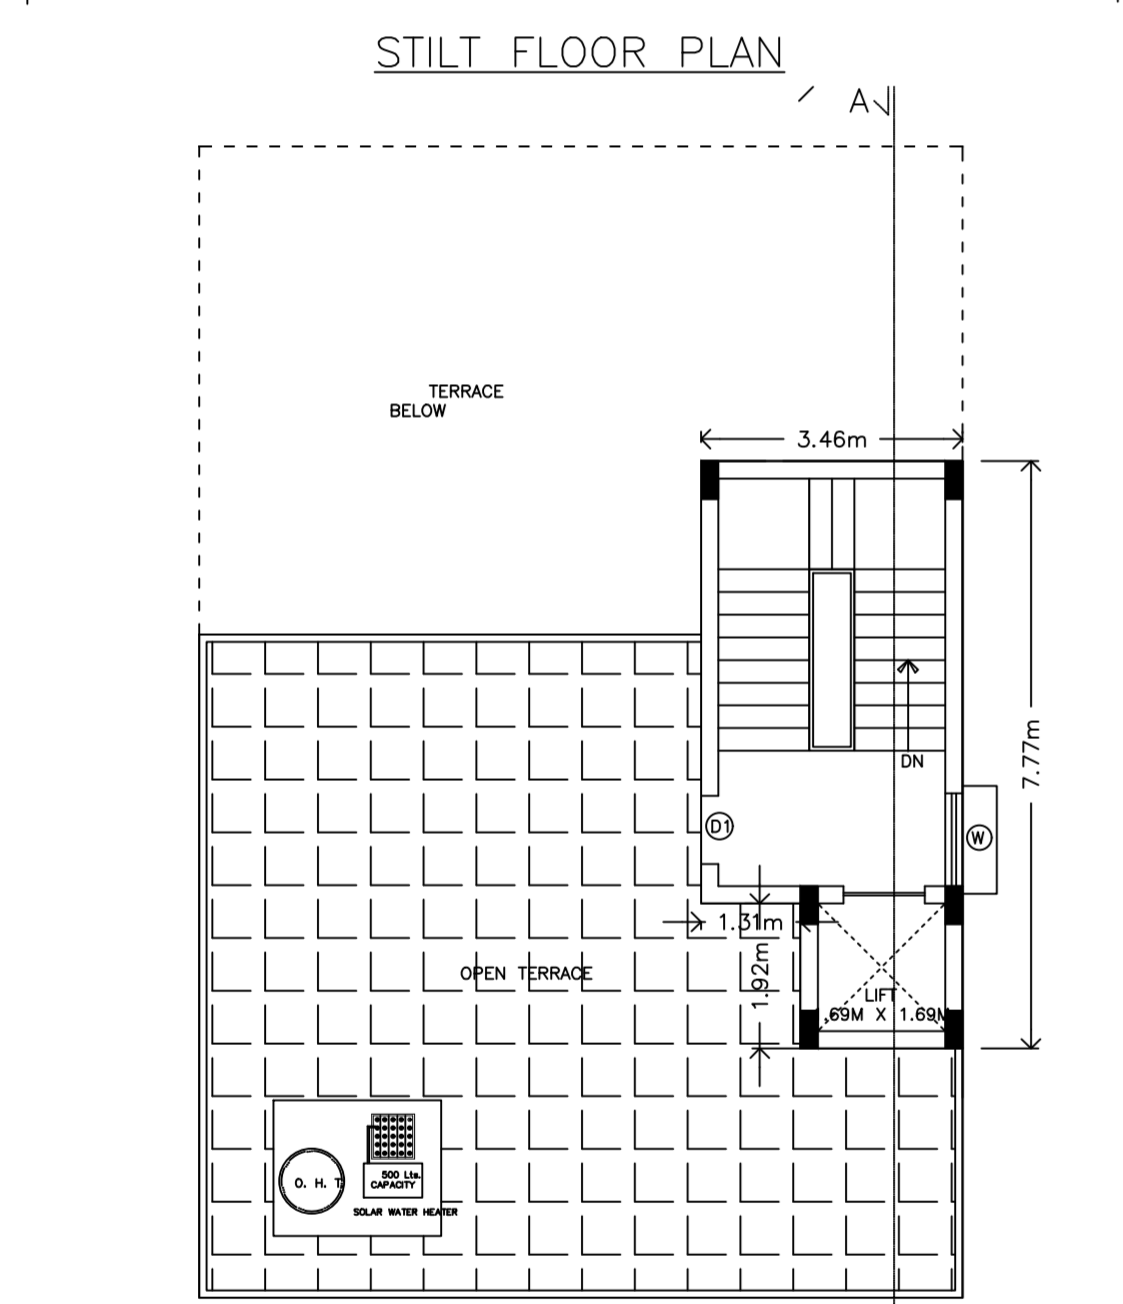 STILT FLOOR PLAN
A
TERRACE
BELOW
3.46m
7.77m
DN
D1
W
1.31m
1.92m
OPEN TERRACE
LIFT
.69M X 1.69M
500 Lts.
CAPACITY
O. H. T
SOLAR WATER HEATER